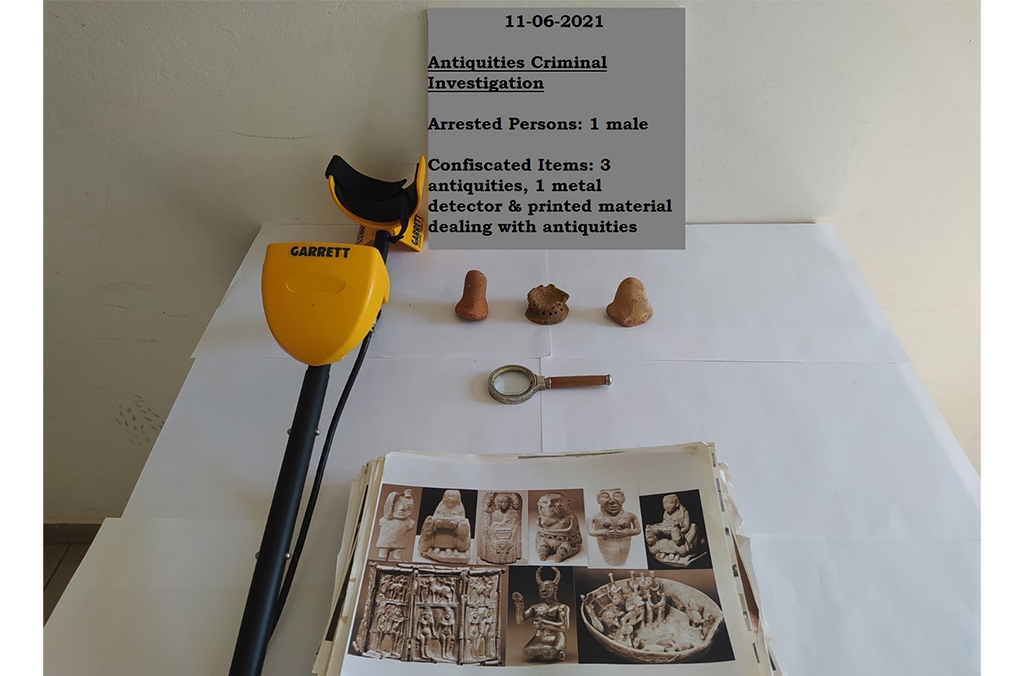 11-06-2021
Antiquities Criminal
Investigation
Arrested Persons: 1 male
Confiscated Items: 3
antiquities, 1 metal
detector & printed material
dealing with antiquities
GARRETT
GARRETT